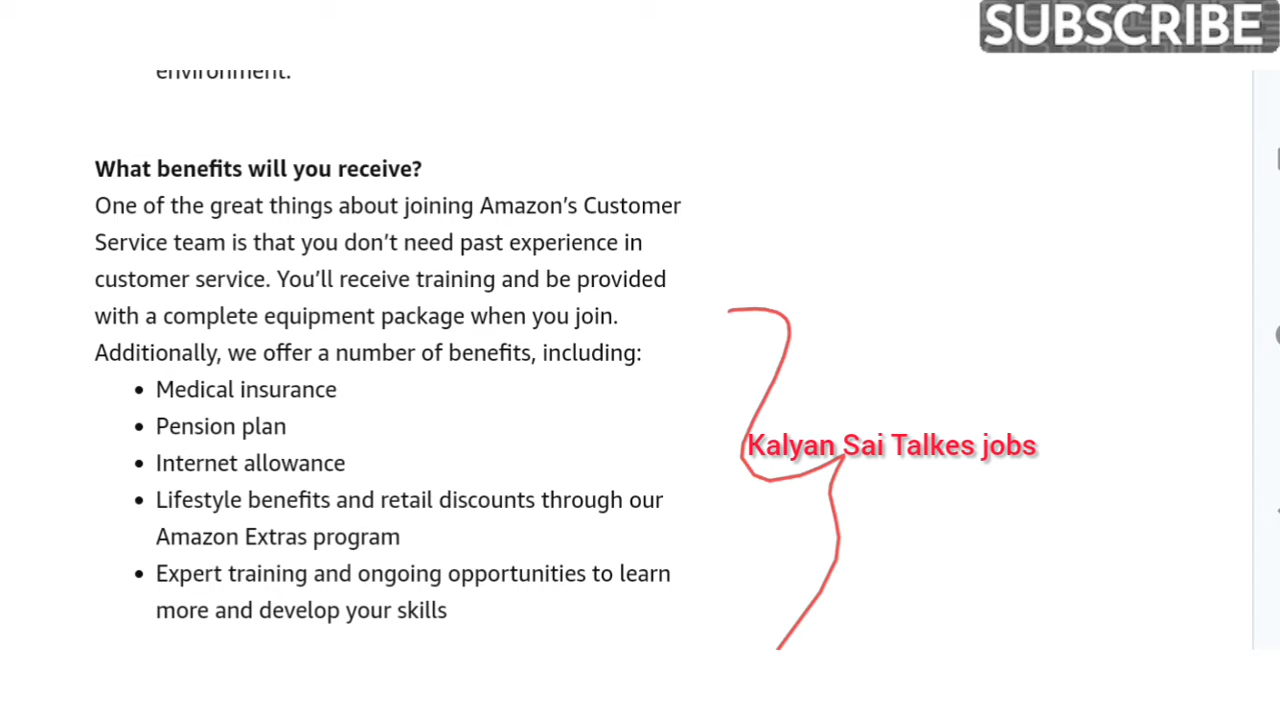 SUBSCRIBE
environment.
What benefits will you receive?
One of the great things about joining Amazon’s Customer
Service team is that you don’t need past experience in
customer service. You’ll receive training and be provided
with a complete equipment package when you join.
Additionally, we offer a number of benefits, including:
• Medical insurance
• Pension plan
• Internet allowance
• Lifestyle benefits and retail discounts through our
Amazon Extras program
• Expert training and ongoing opportunities to learn
more and develop your skills
Kalyan Sai Talkes jobs